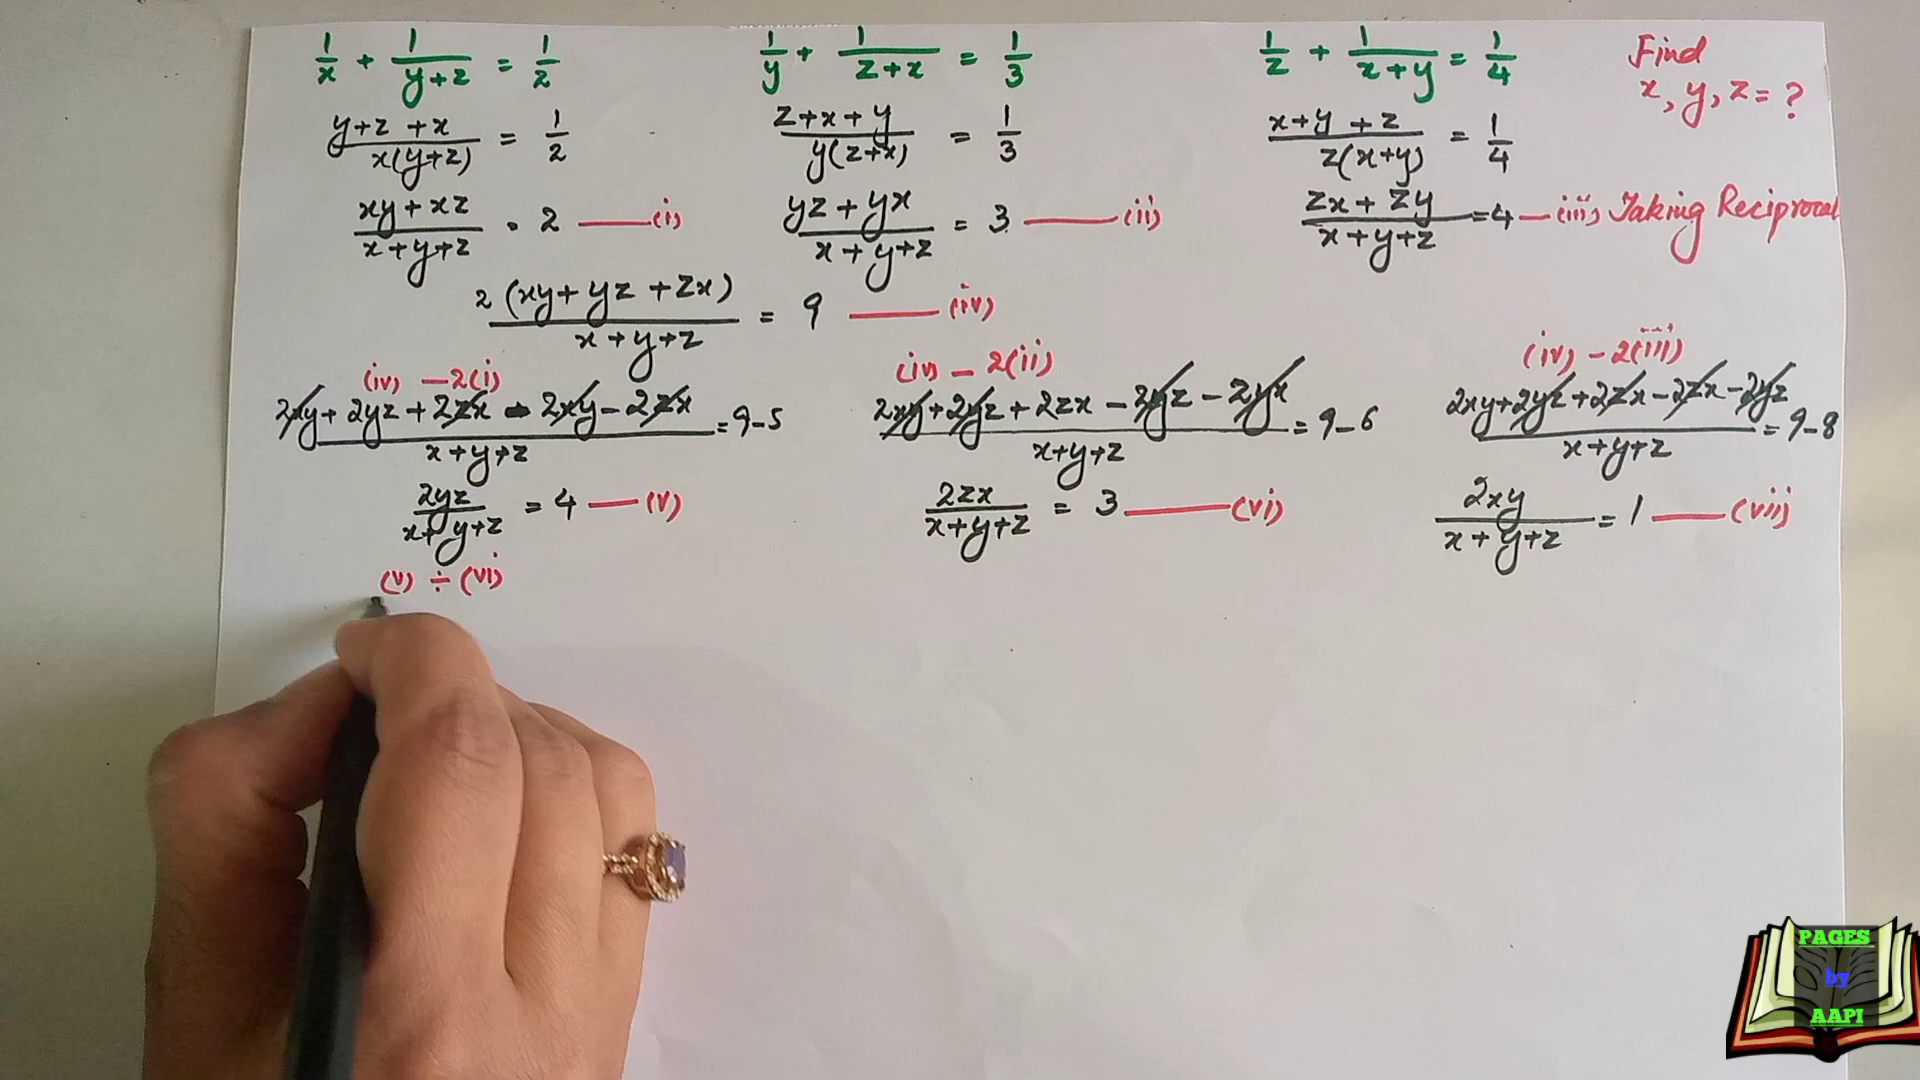 1/x + 1/(y+z) = 1/2    1/y + 1/(z+x) = 1/3    1/z + 1/(x+y) = 1/4    Find
x, y, z = ?
(y+z+x)/(x(y+z)) = 1/2    (z+x+y)/(y(z+x)) = 1/3    (x+y+z)/(z(x+y)) = 1/4
(xy+xz)/(x+y+z) = 2 —(i)    (yz+yx)/(x+y+z) = 3 —(ii)    (zx+zy)/(x+y+z) = 4 —(iii) Taking Reciprocal
2(xy+yz+zx)/(x+y+z) = 9 —(iv)
(iv) - 2(i)    (iv) - 2(ii)    (iv) - 2(iii)
(2xy+2yz+2zx-2xy-2zx)/(x+y+z) = 9-5    (2xy+2yz+2zx-2yz-2yx)/(x+y+z) = 9-6    (2xy+2yz+2zx-2zx-2yz)/(x+y+z) = 9-8
2yz/(x+y+z) = 4 —(v)    2zx/(x+y+z) = 3 —(vi)    2xy/(x+y+z) = 1 —(vii)
(v) ÷ (vi)
PAGES
by
AAPI